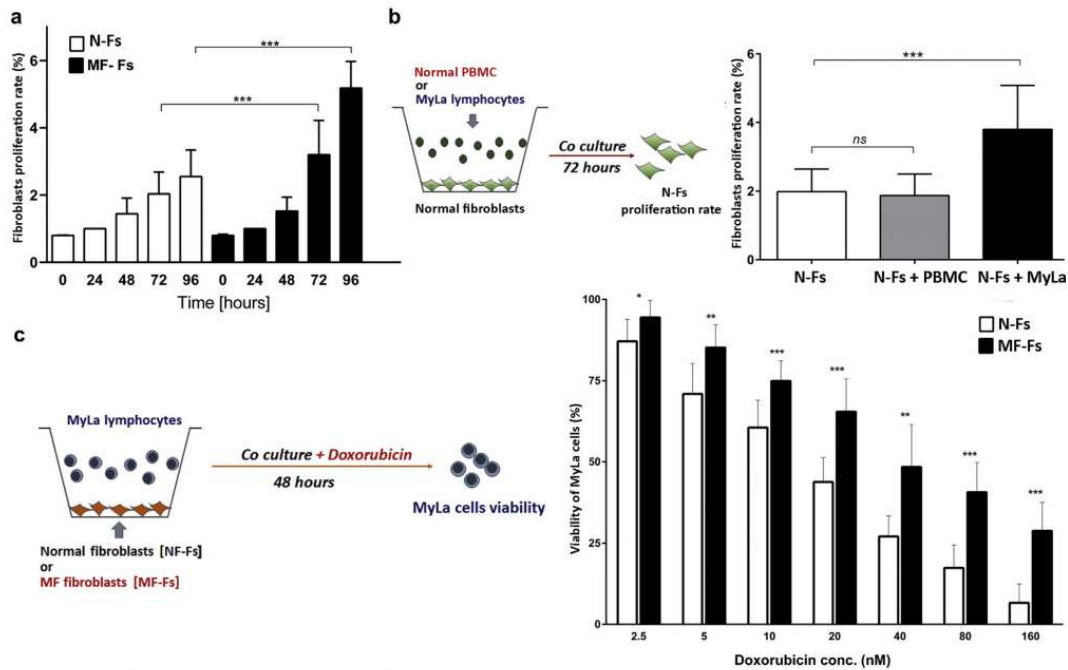 a
N-Fs
MF- Fs
***
***
Fibroblasts proliferation rate (%)
6
4
2
0
0 24 48 72 96 0 24 48 72 96
Time [hours]
b
Normal PBMC
or
MyLa lymphocytes
Co culture
72 hours
Normal fibroblasts
N-Fs
proliferation rate
Fibroblasts proliferation rate (%)
***
ns
6
4
2
0
N-Fs N-Fs + PBMC N-Fs + MyLa
c
MyLa lymphocytes
Co culture + Doxorubicin
48 hours
MyLa cells viability
Normal fibroblasts [NF-Fs]
or
MF fibroblasts [MF-Fs]
N-Fs
MF-Fs
Viability of MyLa cells (%)
100
75
50
25
0
* ** *** *** ** *** ***
2.5 5 10 20 40 80 160
Doxorubicin conc. (nM)